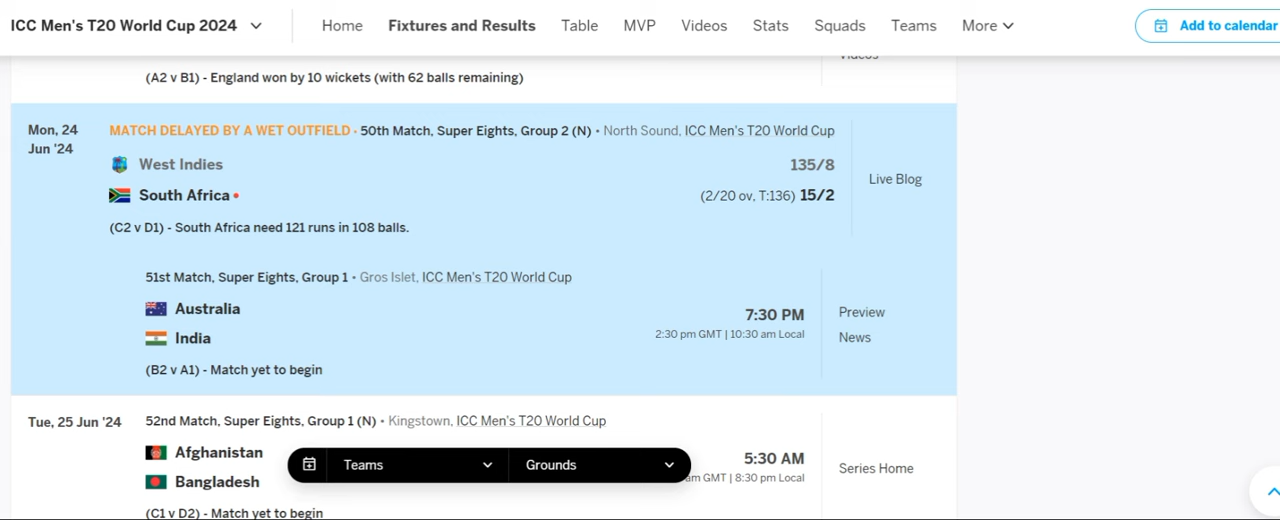 ICC Men's T20 World Cup 2024 Home Fixtures and Results Table MVP Videos Stats Squads Teams More Add to calendar
(A2 v B1) - England won by 10 wickets (with 62 balls remaining)
Mon, 24 Jun '24
MATCH DELAYED BY A WET OUTFIELD • 50th Match, Super Eights, Group 2 (N) • North Sound, ICC Men's T20 World Cup
West Indies 135/8
South Africa • (2/20 ov, T:136) 15/2
(C2 v D1) - South Africa need 121 runs in 108 balls.
Live Blog
51st Match, Super Eights, Group 1 • Gros Islet, ICC Men's T20 World Cup
Australia
India
7:30 PM
2:30 pm GMT | 10:30 am Local
(B2 v A1) - Match yet to begin
Preview
News
Tue, 25 Jun '24
52nd Match, Super Eights, Group 1 (N) • Kingstown, ICC Men's T20 World Cup
Afghanistan
Bangladesh
5:30 AM
am GMT | 8:30 pm Local
(C1 v D2) - Match yet to begin
Series Home
Teams Grounds